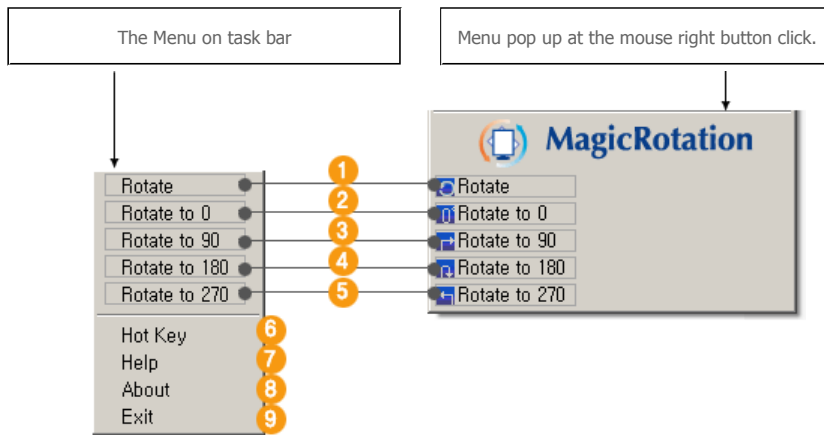 The Menu on task bar
Menu pop up at the mouse right button click.
MagicRotation
Rotate 1 Rotate
Rotate to 0 2 Rotate to 0
Rotate to 90 3 Rotate to 90
Rotate to 180 4 Rotate to 180
Rotate to 270 5 Rotate to 270
Hot Key 6
Help 7
About 8
Exit 9